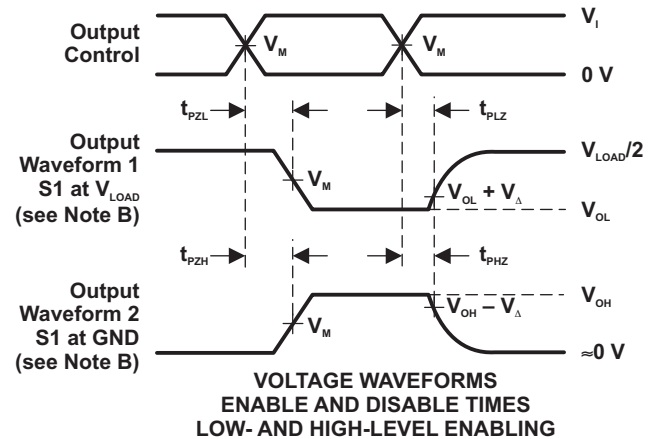 Output
Control
V_M
V_M
V_I
0 V
t_PZL
t_PLZ
Output
Waveform 1
S1 at V_LOAD
(see Note B)
V_M
V_LOAD/2
V_OL + V_Δ
V_OL
t_PZH
t_PHZ
Output
Waveform 2
S1 at GND
(see Note B)
V_M
V_OH
V_OH – V_Δ
≈0 V
VOLTAGE WAVEFORMS
ENABLE AND DISABLE TIMES
LOW- AND HIGH-LEVEL ENABLING